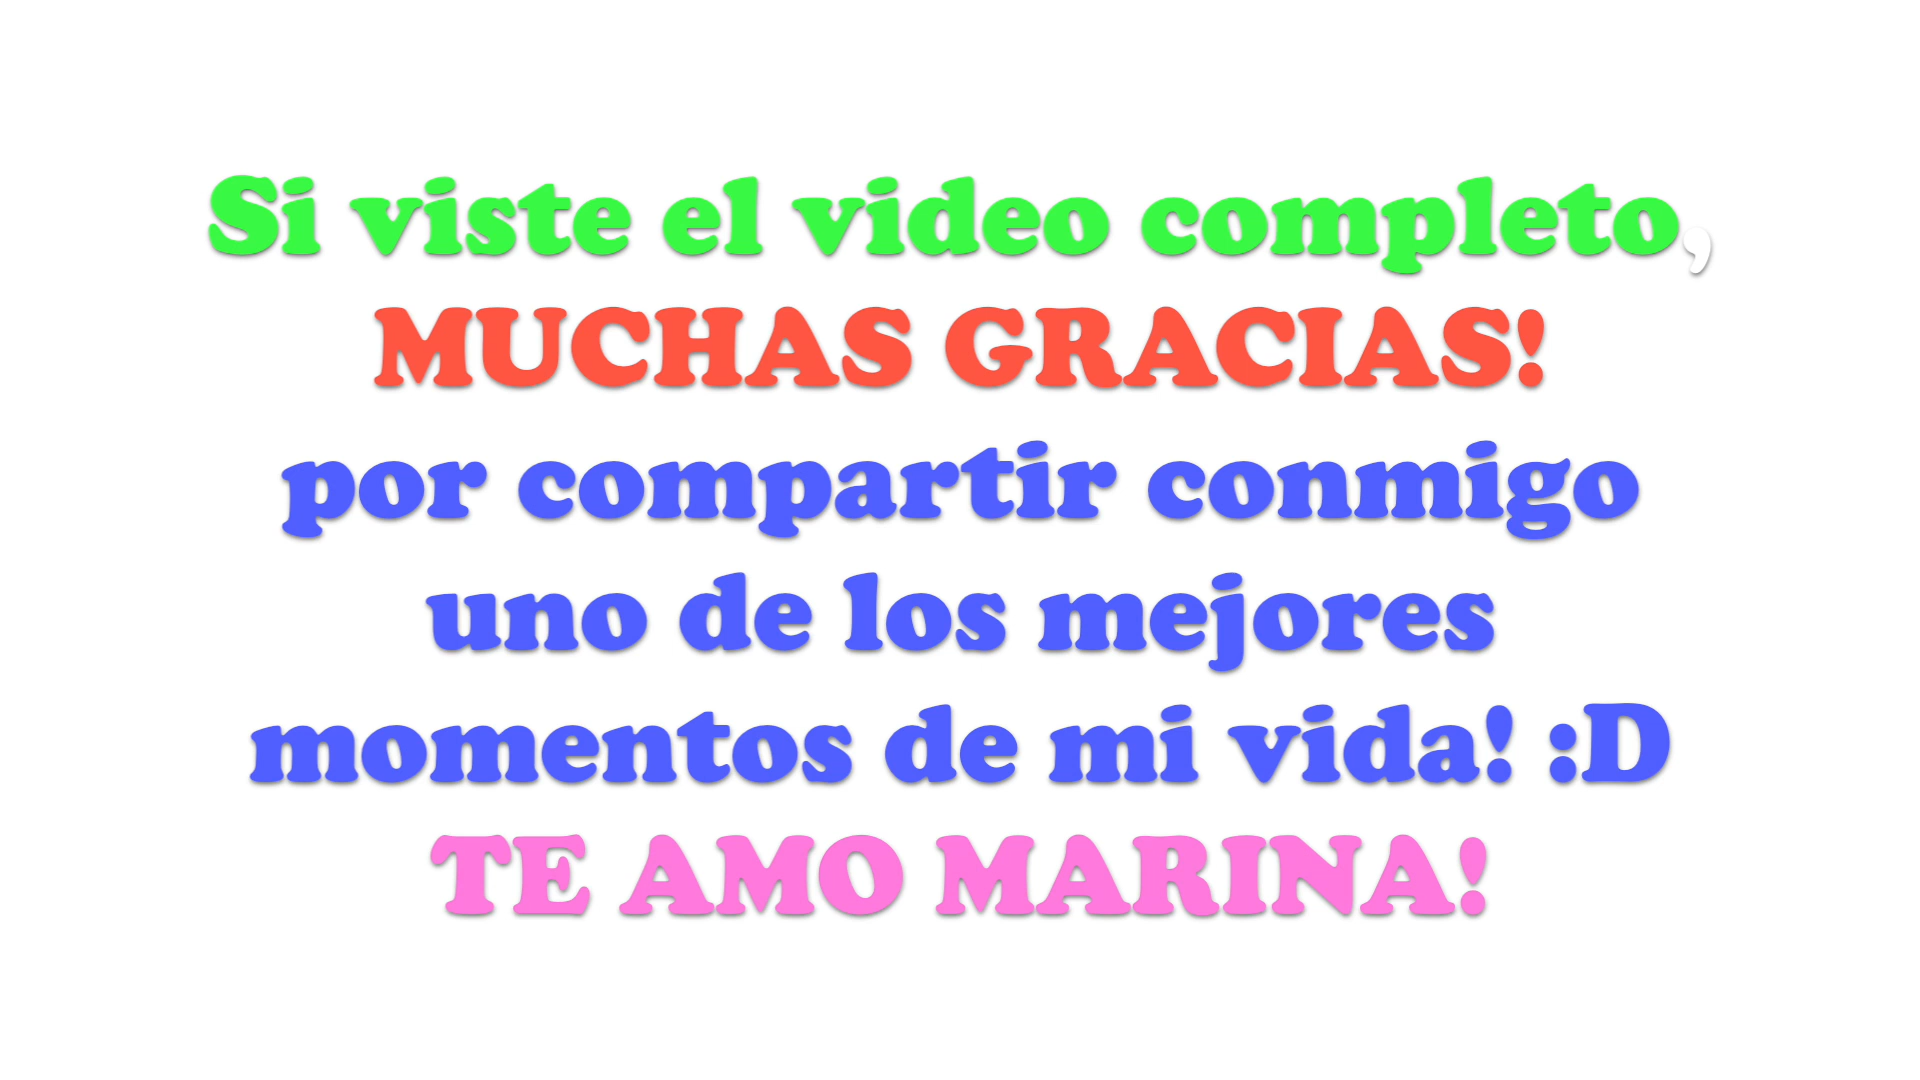 Si viste el video completo,
MUCHAS GRACIAS!
por compartir conmigo
uno de los mejores
momentos de mi vida! :D
TE AMO MARINA!